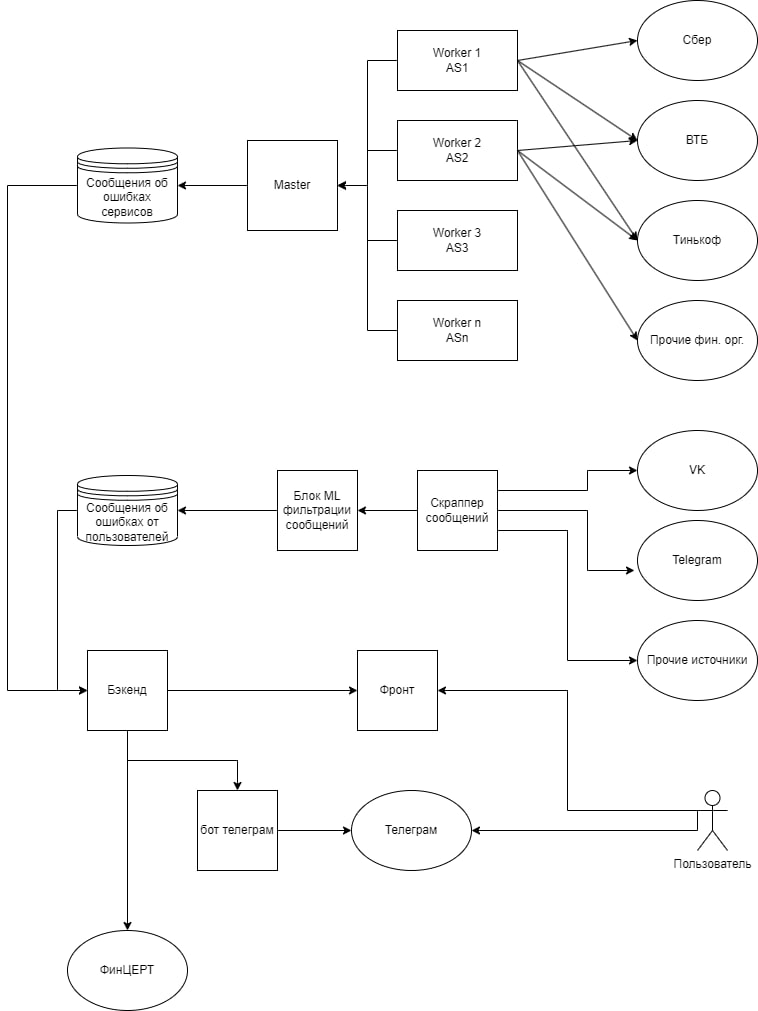 Worker 1
AS1
Сбер
Worker 2
AS2
ВТБ
Сообщения об
ошибках
сервисов
Master
Worker 3
AS3
Тинькоф
Worker n
ASn
Прочие фин. орг.
Сообщения об
ошибках от
пользователей
Блок ML
фильтрации
сообщений
Скраппер
сообщений
VK
Telegram
Прочие источники
Бэкенд
Фронт
бот телеграм
Телеграм
Пользователь
ФинЦЕРТ